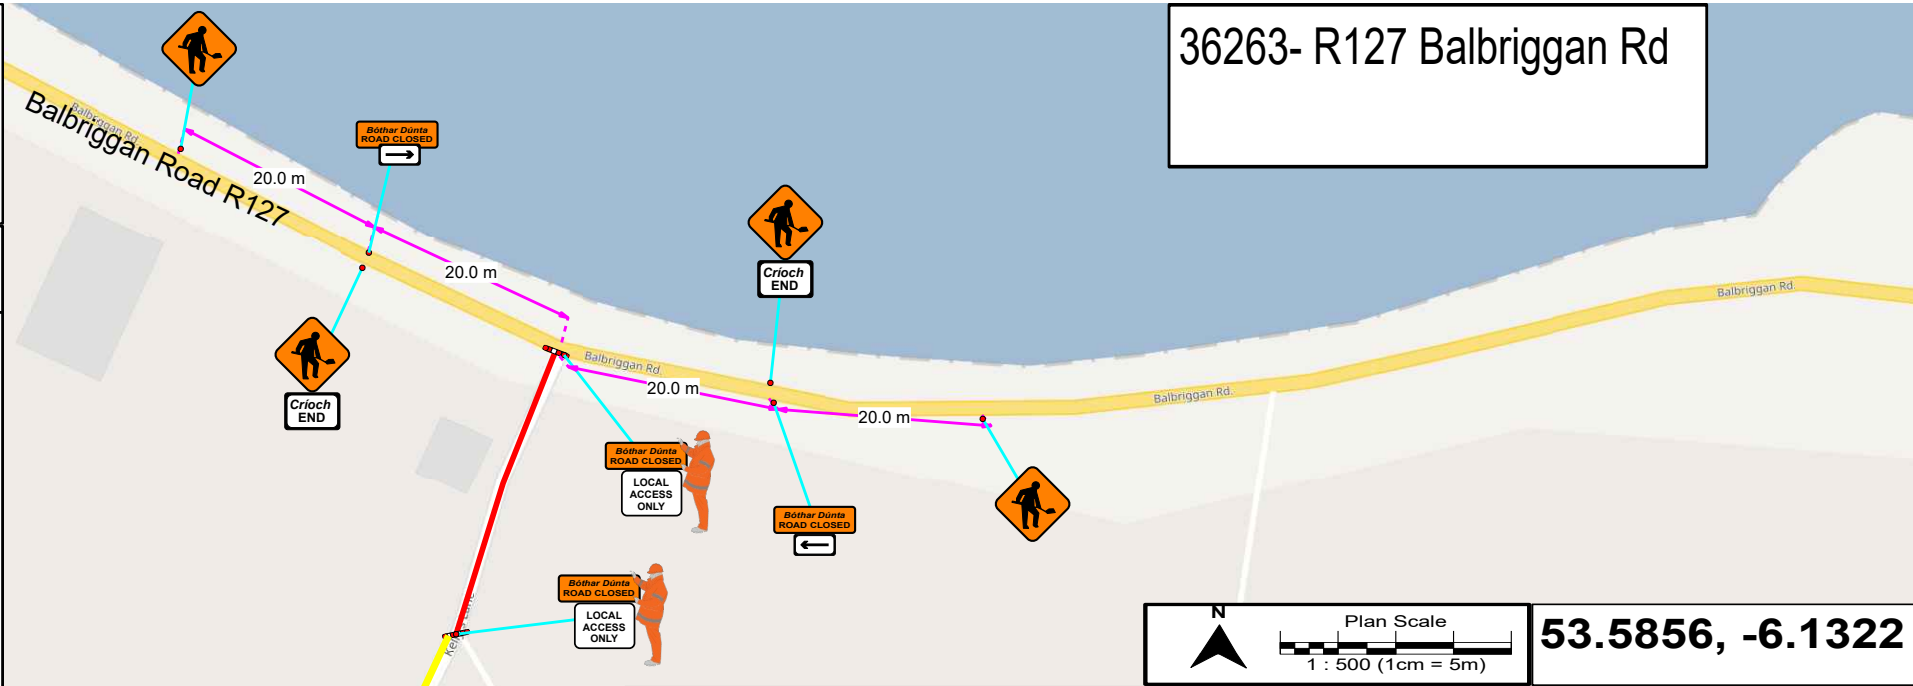 36263- R127 Balbriggan Rd
Balbriggan Rd.
Balbriggan Road R127
Bóthar Dúnta
ROAD CLOSED
20.0 m
20.0 m
Críoch
END
Críoch
END
Balbriggan Rd.
20.0 m
20.0 m
Balbriggan Rd.
Balbriggan Rd.
Bóthar Dúnta
ROAD CLOSED
LOCAL
ACCESS
ONLY
Bóthar Dúnta
ROAD CLOSED
Bóthar Dúnta
ROAD CLOSED
LOCAL
ACCESS
ONLY
N
Plan Scale
1 : 500 (1cm = 5m)
53.5856, -6.1322